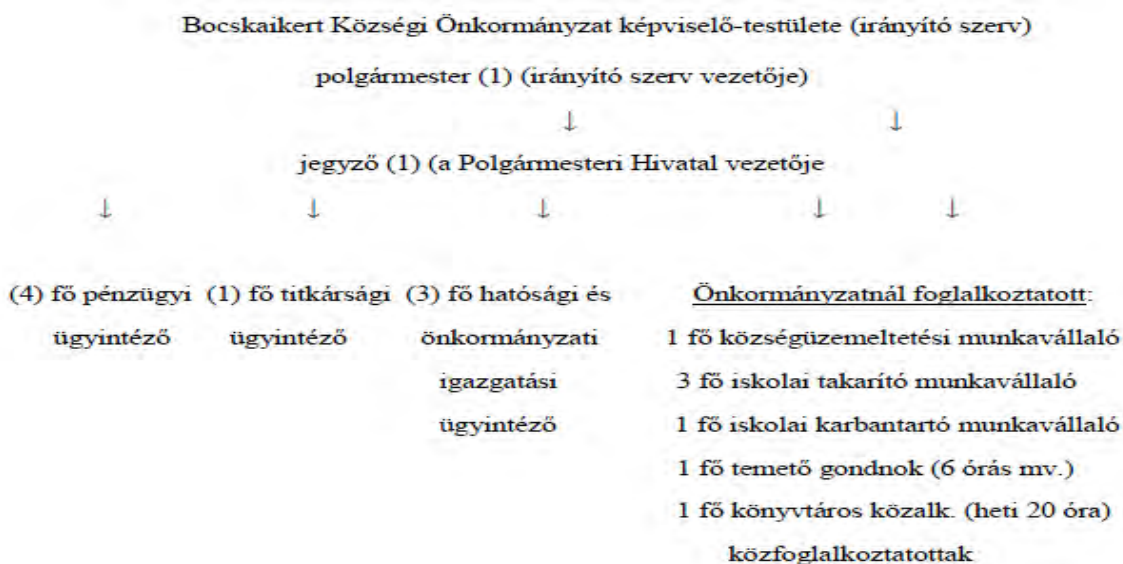 Bocskaikert Községi Önkormányzat képviselő-testülete (irányító szerv)
polgármester (1) (irányító szerv vezetője)
↓ ↓
jegyző (1) (a Polgármesteri Hivatal vezetője
↓ ↓ ↓ ↓ ↓
(4) fő pénzügyi
ügyintéző
(1) fő titkársági
ügyintéző
(3) fő hatósági és
önkormányzati
igazgatási
ügyintéző
Önkormányzatnál foglalkoztatott:
1 fő községüzemeltetési munkavállaló
3 fő iskolai takarító munkavállaló
1 fő iskolai karbantartó munkavállaló
1 fő temető gondnok (6 órás mv.)
1 fő könyvtáros közalk. (heti 20 óra)
közfoglalkoztatottak